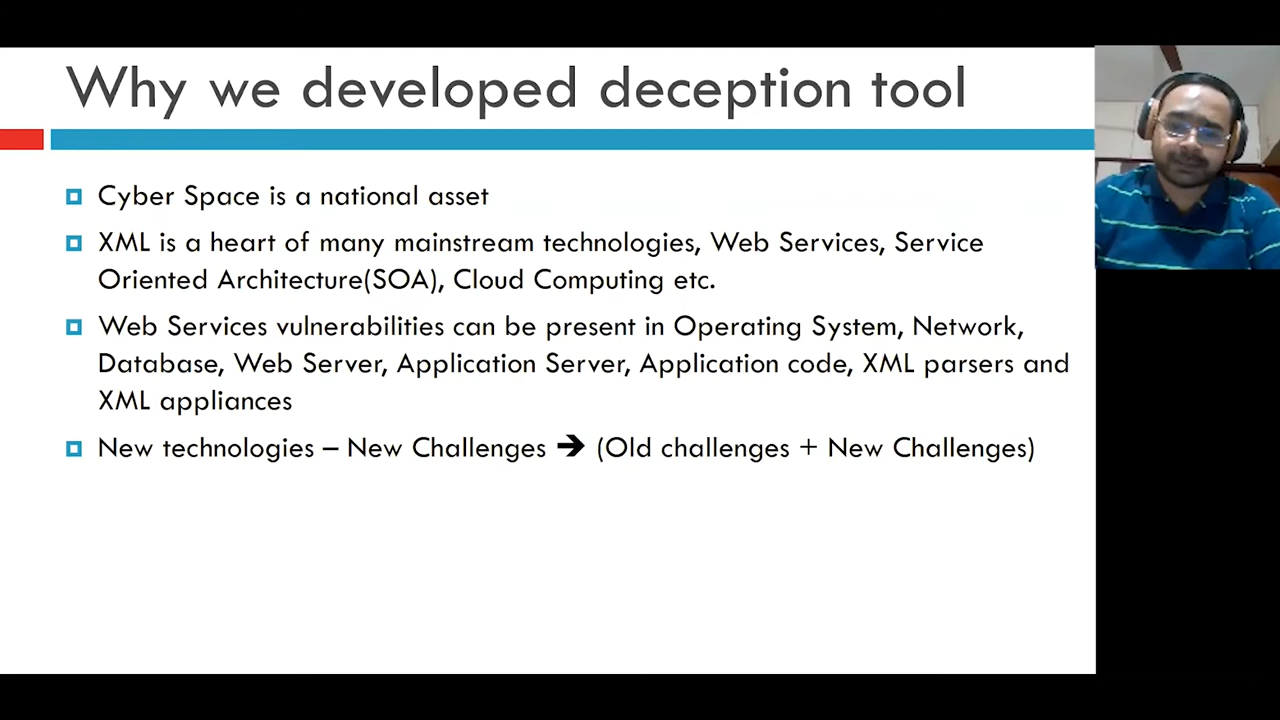 Why we developed deception tool
Cyber Space is a national asset
XML is a heart of many mainstream technologies, Web Services, Service
Oriented Architecture(SOA), Cloud Computing etc.
Web Services vulnerabilities can be present in Operating System, Network,
Database, Web Server, Application Server, Application code, XML parsers and
XML appliances
New technologies – New Challenges ➔ (Old challenges + New Challenges)